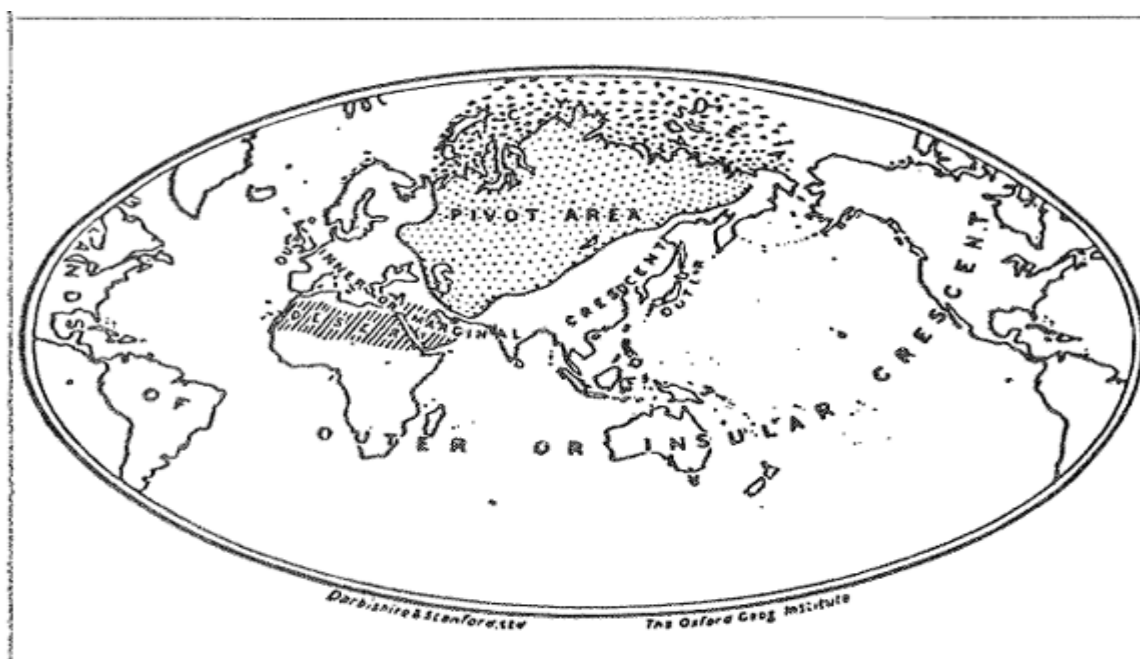 PIVOT AREA
INNER OR MARGINAL CRESCENT
DESERT
OUTER OR INSULAR CRESCENT
LANDS OF
OUTER
Darbishire & Stanford, Ltd
The Oxford Geog Institute